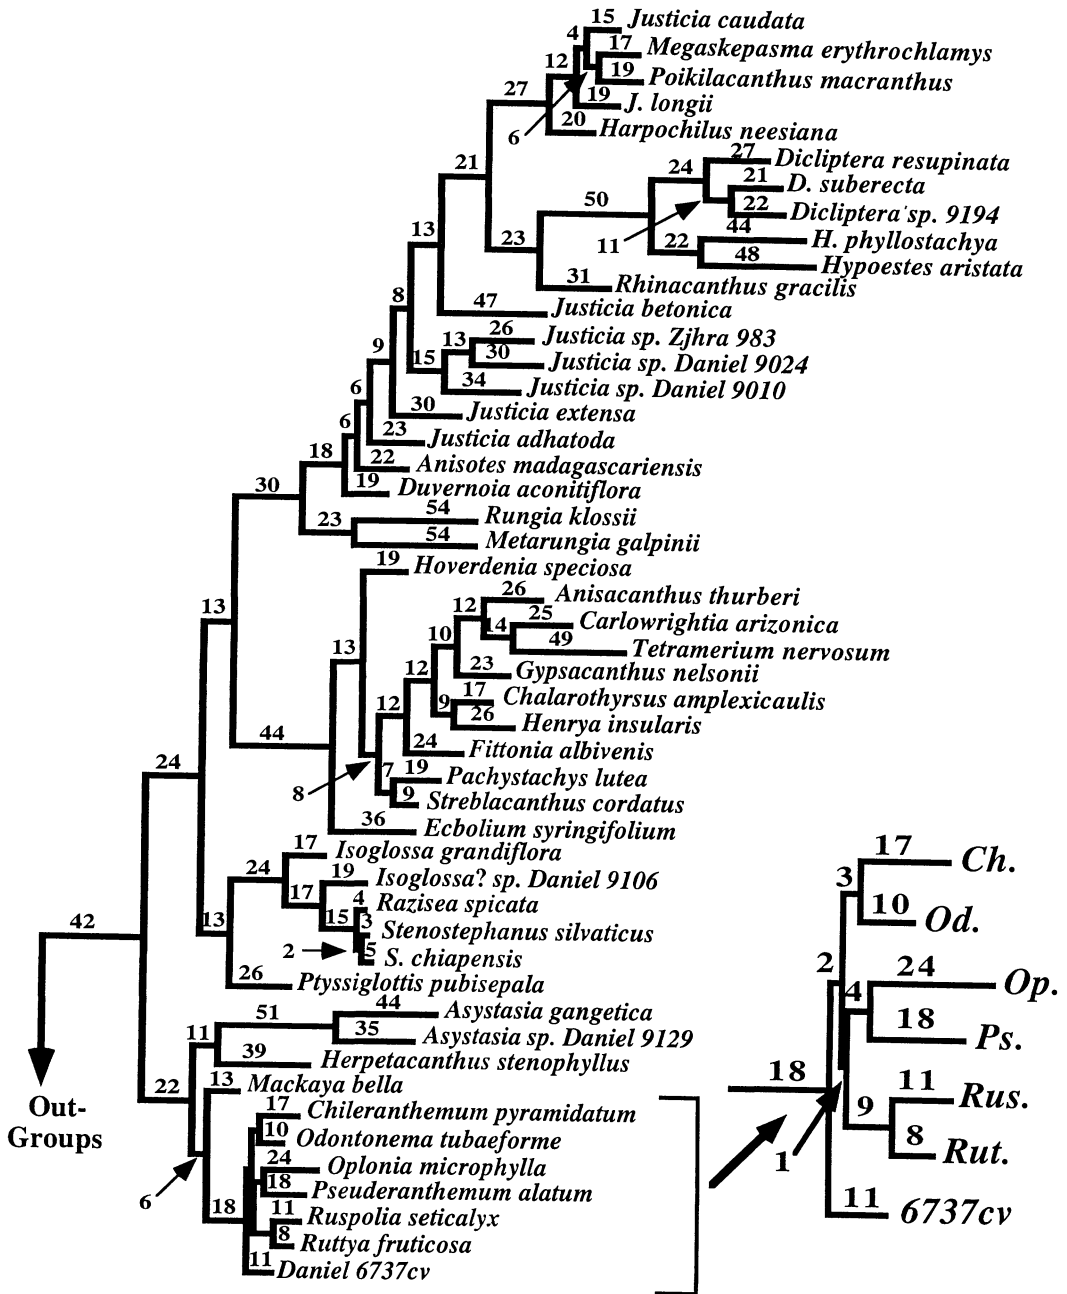 15 Justicia caudata
4
17 Megaskepasma erythrochlamys
12
19 Poikilacanthus macranthus
27
19 J. longii
20 Harpochilus neesiana
6
27 Dicliptera resupinata
21
24
21 D. suberecta
50
22 Dicliptera sp. 9194
11
44 H. phyllostachya
13
23
22
48 Hypoestes aristata
31 Rhinacanthus gracilis
8
47 Justicia betonica
26 Justicia sp. Zjhra 983
13
9
15
30 Justicia sp. Daniel 9024
34 Justicia sp. Daniel 9010
6
30 Justicia extensa
6
23 Justicia adhatoda
18
22 Anisotes madagascariensis
30
19 Duvernoia aconitiflora
54 Rungia klossii
23
54 Metarungia galpinii
19 Hoverdenia speciosa
26 Anisacanthus thurberi
13
12
25 Carlowrightia arizonica
14
10
49 Tetramerium nervosum
13
12
23 Gypsacanthus nelsonii
17 Chalarothyrsus amplexicaulis
12
9
26 Henrya insularis
44
24 Fittonia albivenis
24
7
19 Pachystachys lutea
8
9 Streblacanthus cordatus
36 Ecbolium syringifolium
17 Isoglossa grandiflora
24
19 Isoglossa? sp. Daniel 9106
17
4 Razisea spicata
42
13
15
3 Stenostephanus silvaticus
2
5 S. chiapensis
26 Ptyssiglottis pubisepala
44 Asystasia gangetica
51
11
35 Asystasia sp. Daniel 9129
39 Herpetacanthus stenophyllus
22
13 Mackaya bella
Out-
Groups
17 Chileranthemum pyramidatum
10 Odontonema tubaeforme
24 Oplonia microphylla
6
18 Pseuderanthemum alatum
18
11 Ruspolia seticalyx
8 Ruttya fruticosa
11 Daniel 6737cv
17 Ch.
3
10 Od.
2
24 Op.
4
18 Ps.
18
11 Rus.
9
8 Rut.
1
11 6737cv